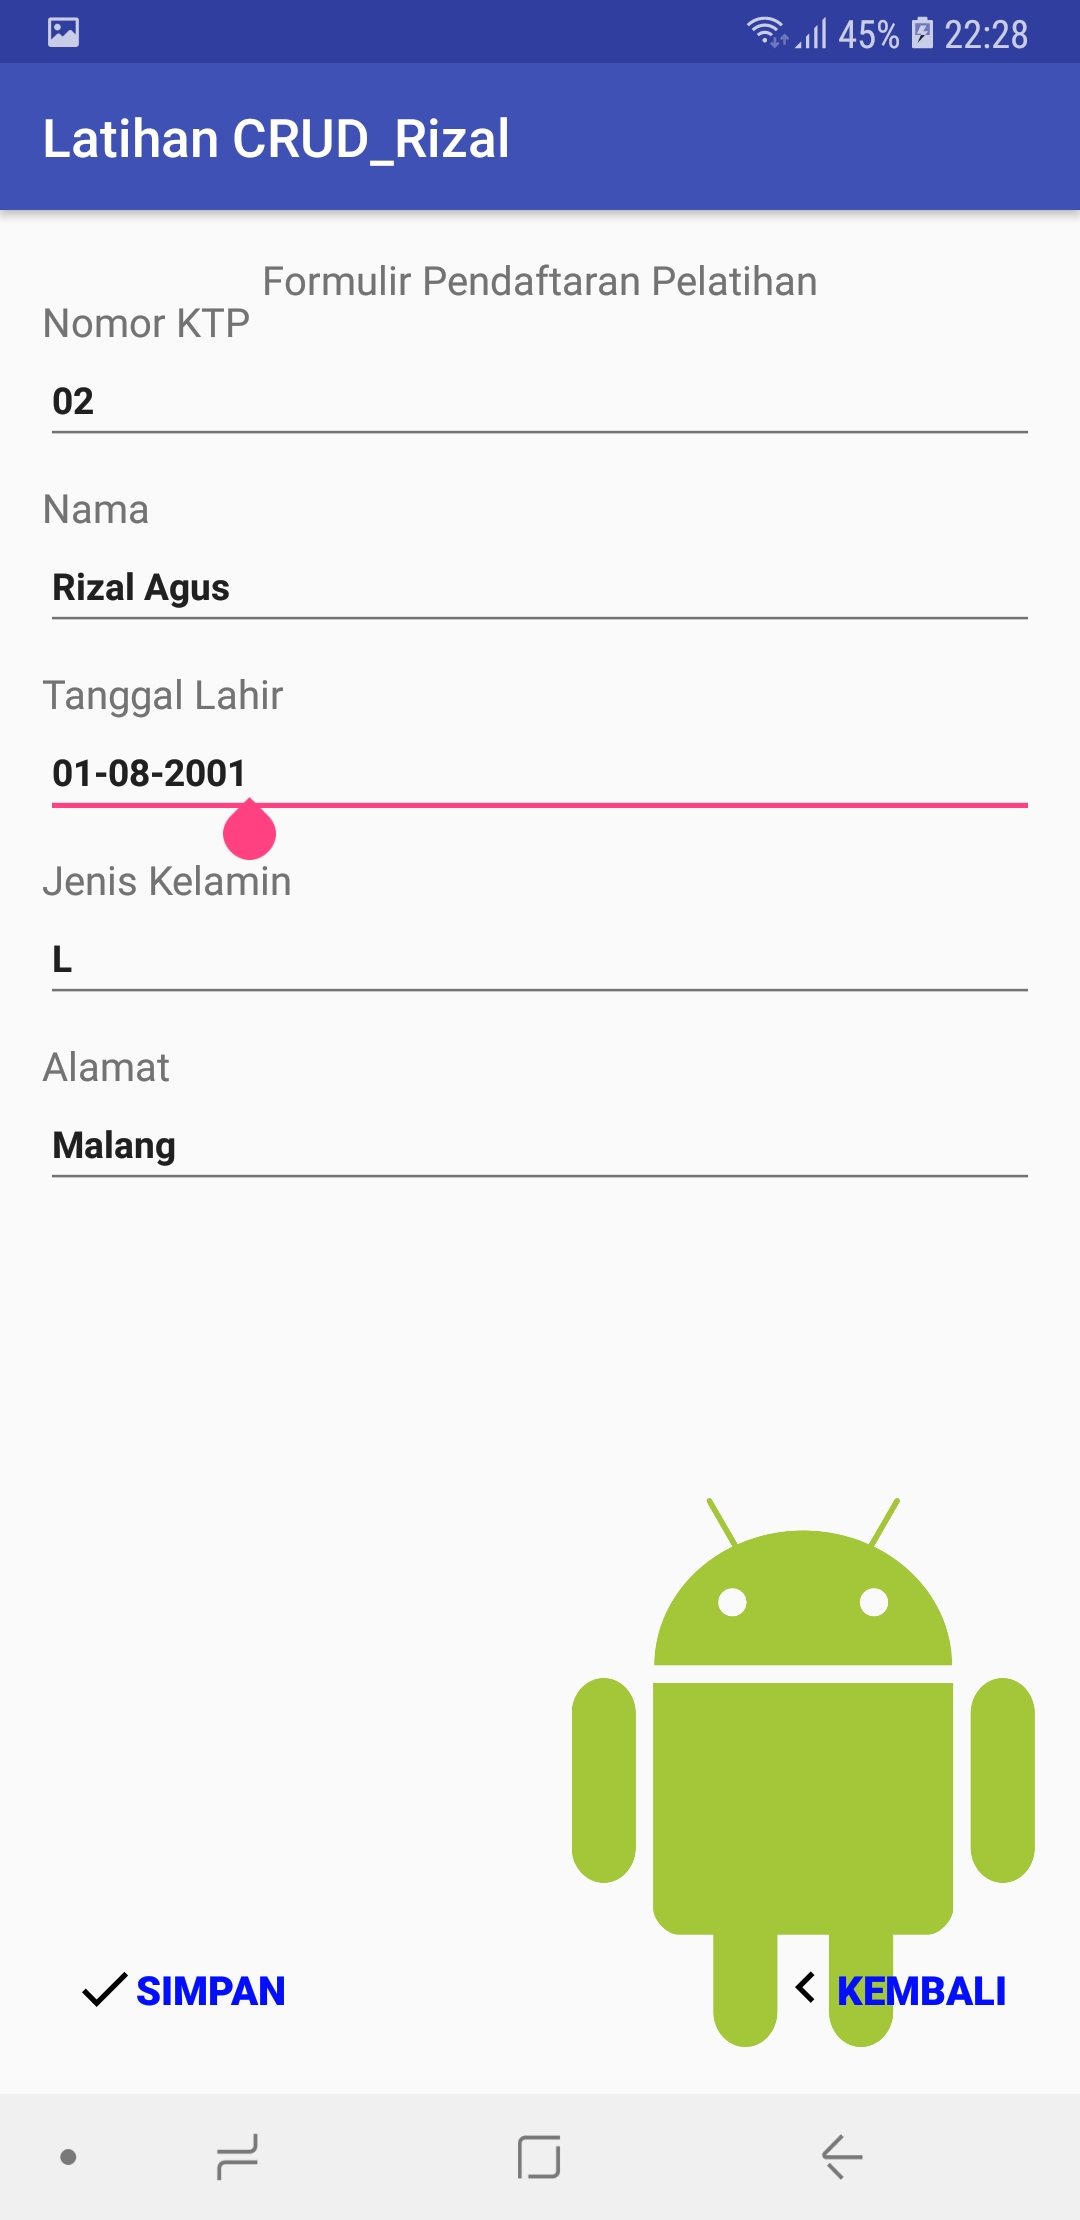 45% 22:28
Latihan CRUD_Rizal
Formulir Pendaftaran Pelatihan
Nomor KTP
02
Nama
Rizal Agus
Tanggal Lahir
01-08-2001
Jenis Kelamin
L
Alamat
Malang
SIMPAN KEMBALI